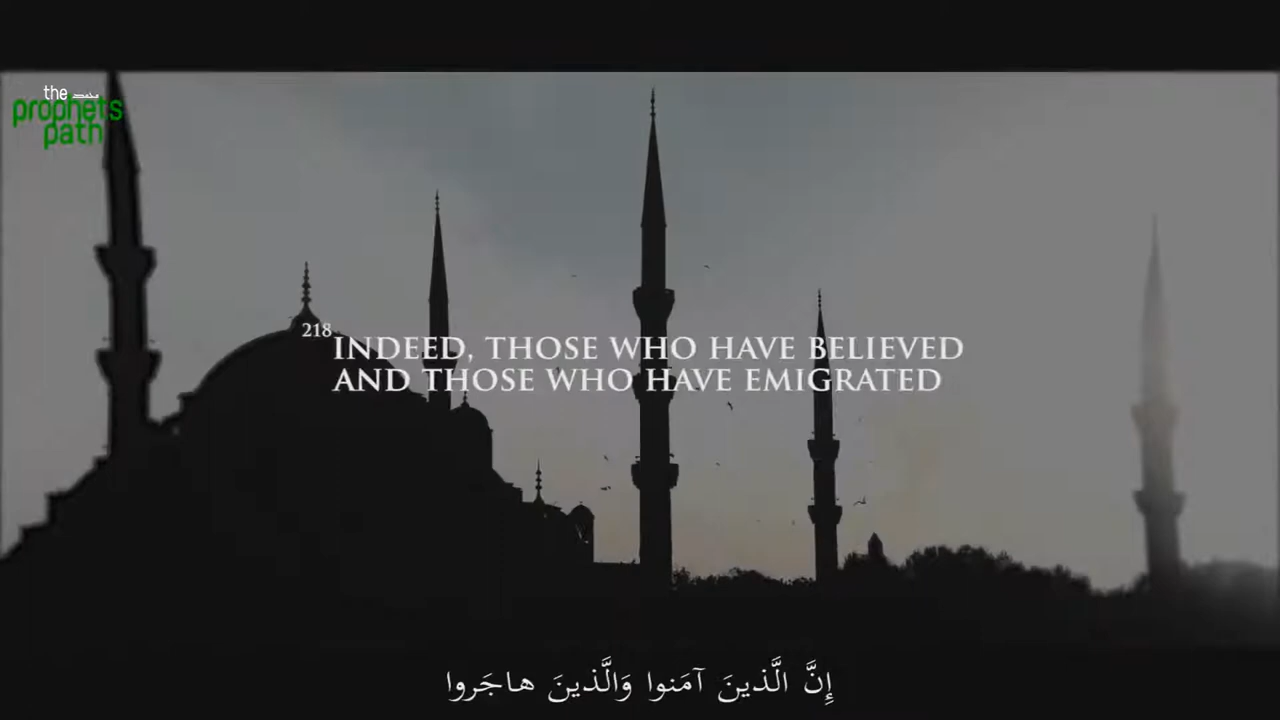 the
prophets
path
218
INDEED, THOSE WHO HAVE BELIEVED
AND THOSE WHO HAVE EMIGRATED
إِنَّ الَّذينَ آمَنوا وَالَّذينَ هاجَروا